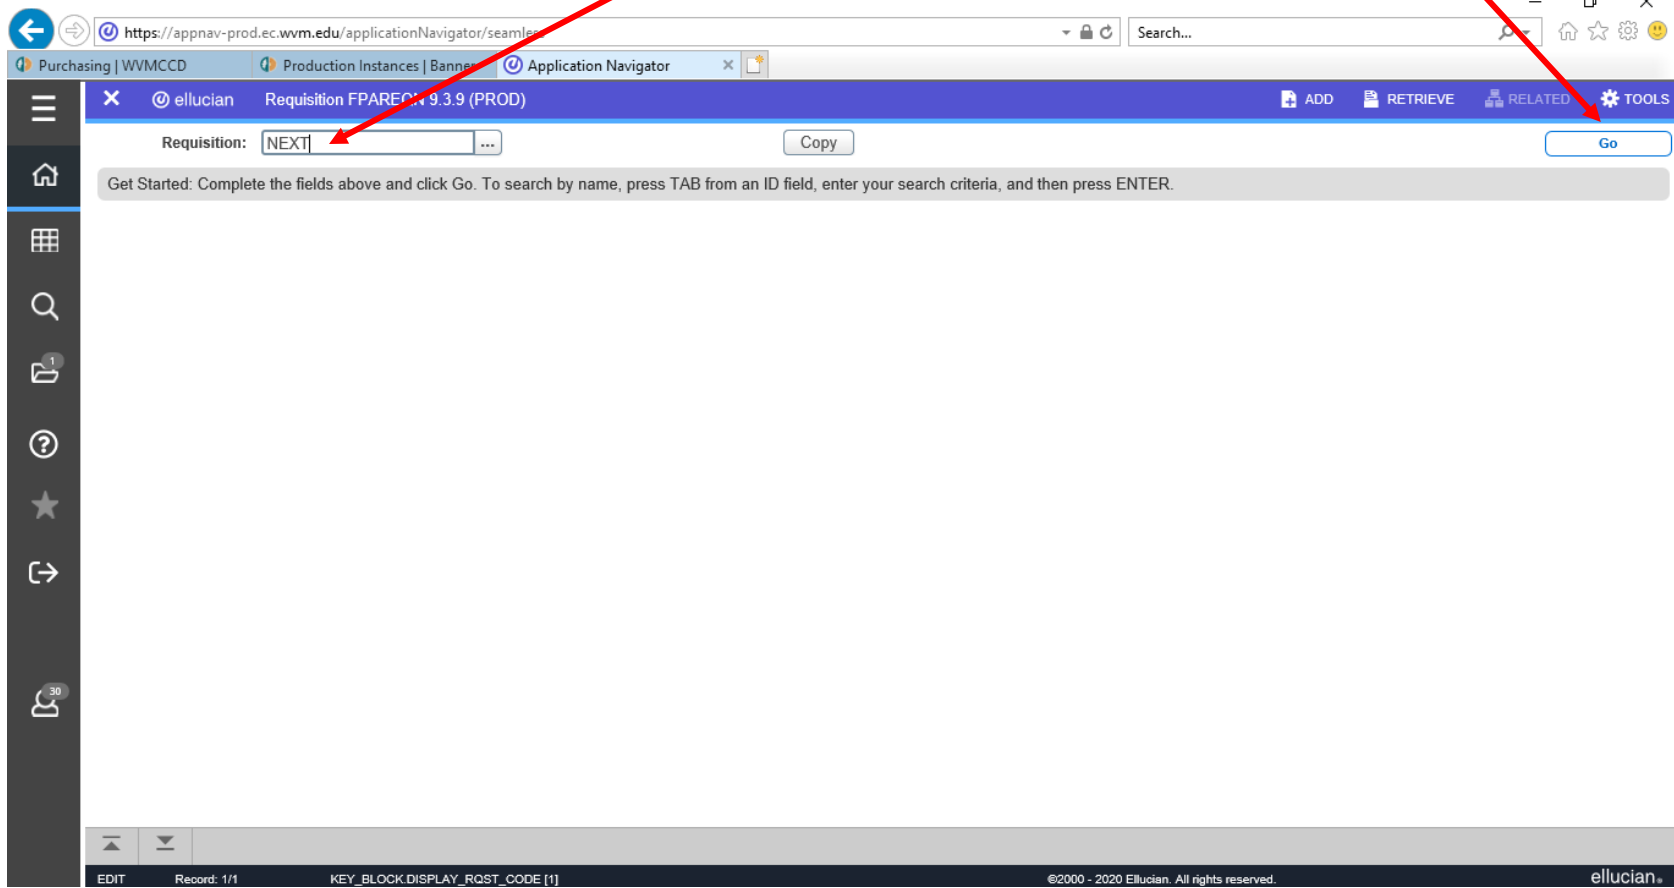 https://appnav-prod.ec.wvm.edu/applicationNavigator/seamless
Search...
Purchasing | WVMCCD
Production Instances | Banner
Application Navigator
ellucian
Requisition FPAREQN 9.3.9 (PROD)
ADD
RETRIEVE
RELATED
TOOLS
Requisition:
NEXT
...
Copy
Go
Get Started: Complete the fields above and click Go. To search by name, press TAB from an ID field, enter your search criteria, and then press ENTER.
1
30
EDIT
Record: 1/1
KEY_BLOCK.DISPLAY_RQST_CODE [1]
©2000 - 2020 Ellucian. All rights reserved.
ellucian